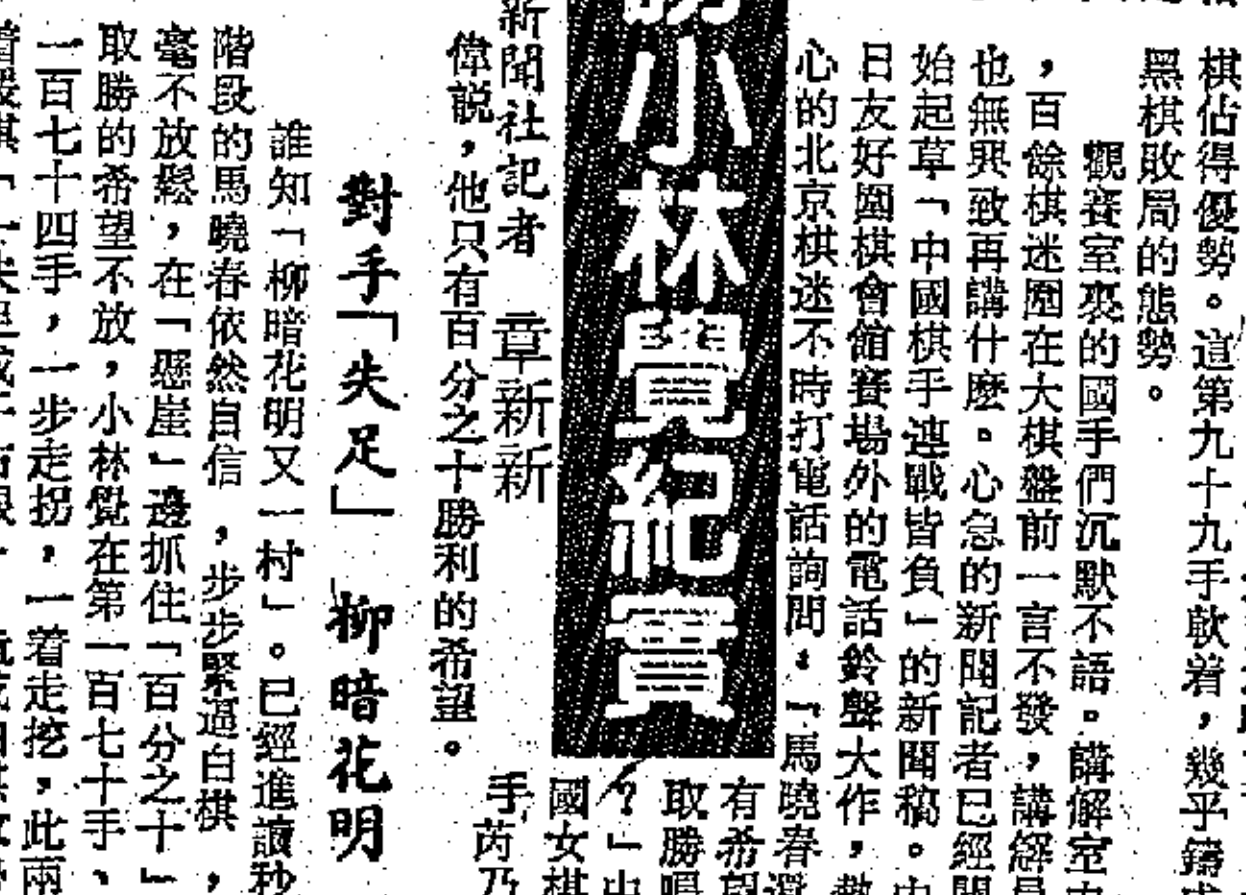 棋佔得優勢。這第九十九手欹着，幾乎鑄
黑棋敗局的態勢。
觀賽室裏的國手們沉默不語。講解室
，百餘棋迷圍在大棋盤前一言不發，講解
也無興致再講什麼。心急的新聞記者已經開
始起草「中國棋手連戰皆負」的新聞稿。中
日友好圍棋會館賽場外的電話鈴聲大作，數
心的北京棋迷不時打電話詢問：「馬曉春還
有希望
取勝嗎
？」中
國女棋
手芮乃
小林覺紀實
新聞社記者 章新新
偉説，他只有百分之十勝利的希望。
對手「失足」 柳暗花明
誰知「柳暗花明又一村」。已經進讀秒
階段的馬曉春依然自信，步步緊逼白棋，
毫不放鬆，在「懸崖」邊抓住「百分之十」
取勝的希望不放，小林覺在第一百七十手、
一百七十四手，一步走拐，一着走挖，此兩